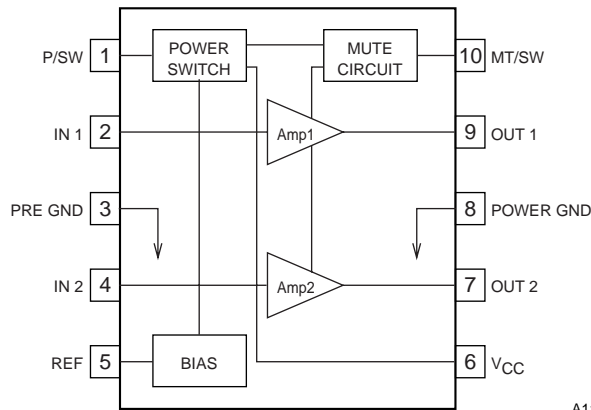 P/SW 1 POWER SWITCH MUTE CIRCUIT 10 MT/SW
IN 1 2 Amp1 9 OUT 1
PRE GND 3 8 POWER GND
IN 2 4 Amp2 7 OUT 2
REF 5 BIAS 6 VCC